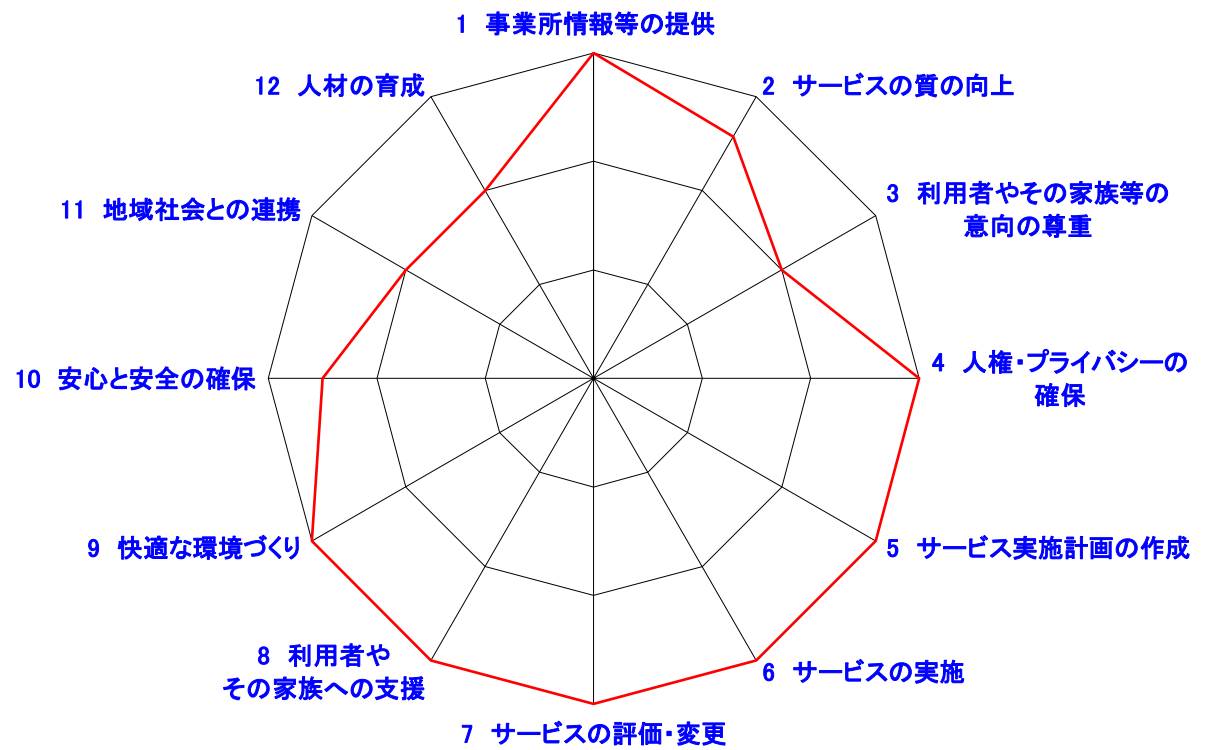 1 事業所情報等の提供
2 サービスの質の向上
3 利用者やその家族等の
意向の尊重
4 人権・プライバシーの
確保
5 サービス実施計画の作成
6 サービスの実施
7 サービスの評価・変更
8 利用者や
その家族への支援
9 快適な環境づくり
10 安心と安全の確保
11 地域社会との連携
12 人材の育成